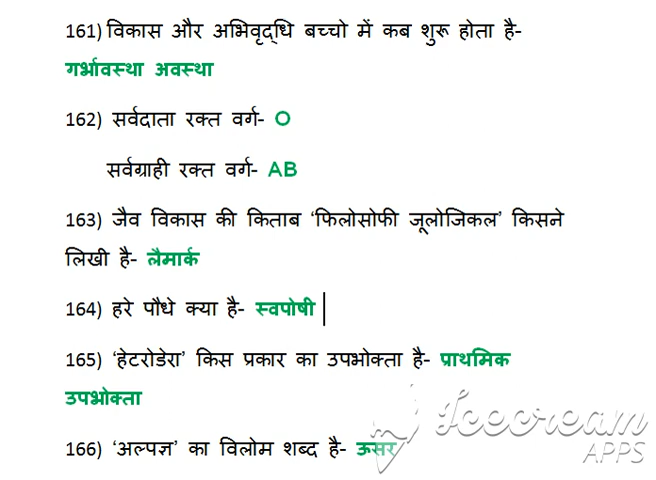 161) विकास और अभिवृद्धि बच्चो में कब शुरू होता है-
गर्भावस्था अवस्था
162) सर्वदाता रक्त वर्ग- O
सर्वग्राही रक्त वर्ग- AB
163) जैव विकास की किताब ‘फिलोसोफी जूलोजिकल’ किसने
लिखी है- लैमार्क
164) हरे पौधे क्या है- स्वपोषी
165) ‘हेटरोडेरा’ किस प्रकार का उपभोक्ता है- प्राथमिक
उपभोक्ता
166) ‘अल्पज्ञ’ का विलोम शब्द है- ऊसर
Icecream
APPS